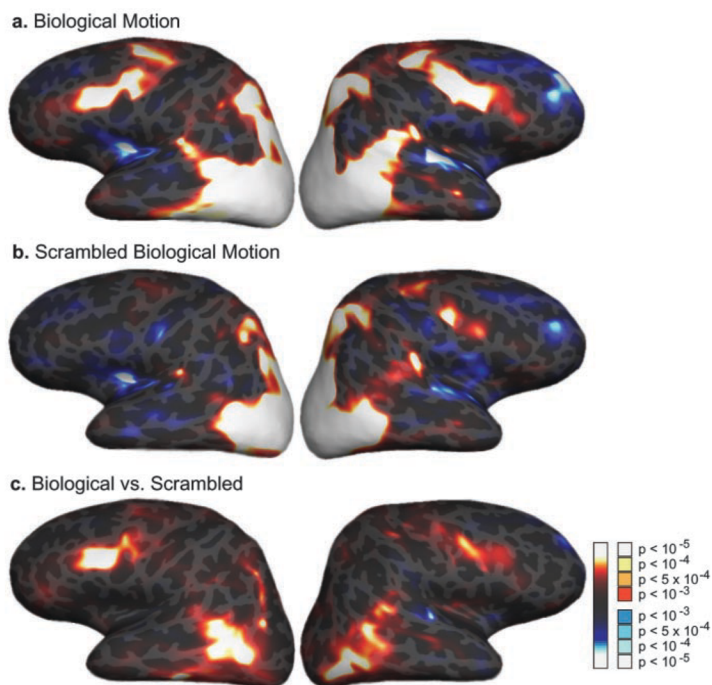 a. Biological Motion
b. Scrambled Biological Motion
c. Biological vs. Scrambled
p < 10⁻⁵
p < 10⁻⁴
p < 5 x 10⁻⁴
p < 10⁻³
p < 10⁻³
p < 5 x 10⁻⁴
p < 10⁻⁴
p < 10⁻⁵